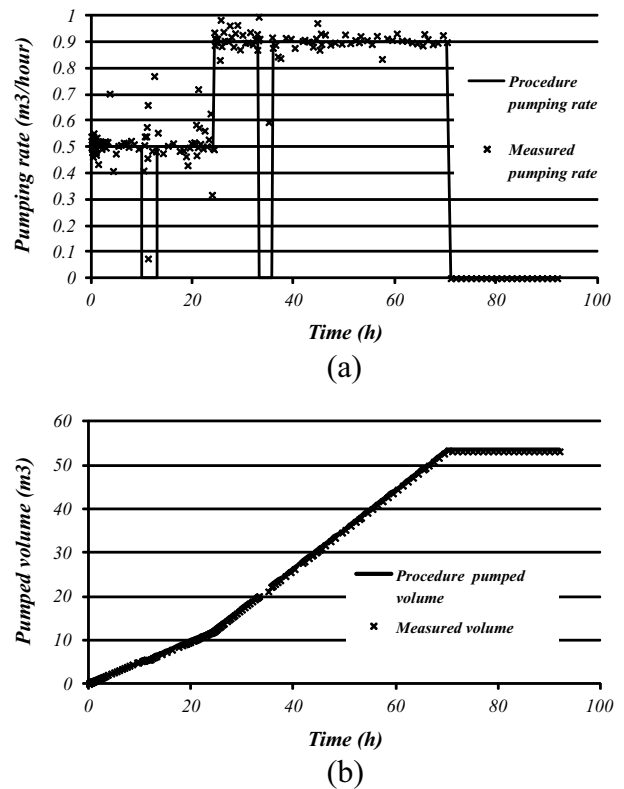 1
0.9
0.8
0.7
0.6
0.5
0.4
0.3
0.2
0.1
0
Pumping rate (m3/hour)
Procedure
pumping rate
Measured
pumping rate
0 20 40 60 80 100
Time (h)
(a)
60
50
40
30
20
10
0
Pumped volume (m3)
Procedure pumped
volume
Measured volume
0 20 40 60 80 100
Time (h)
(b)